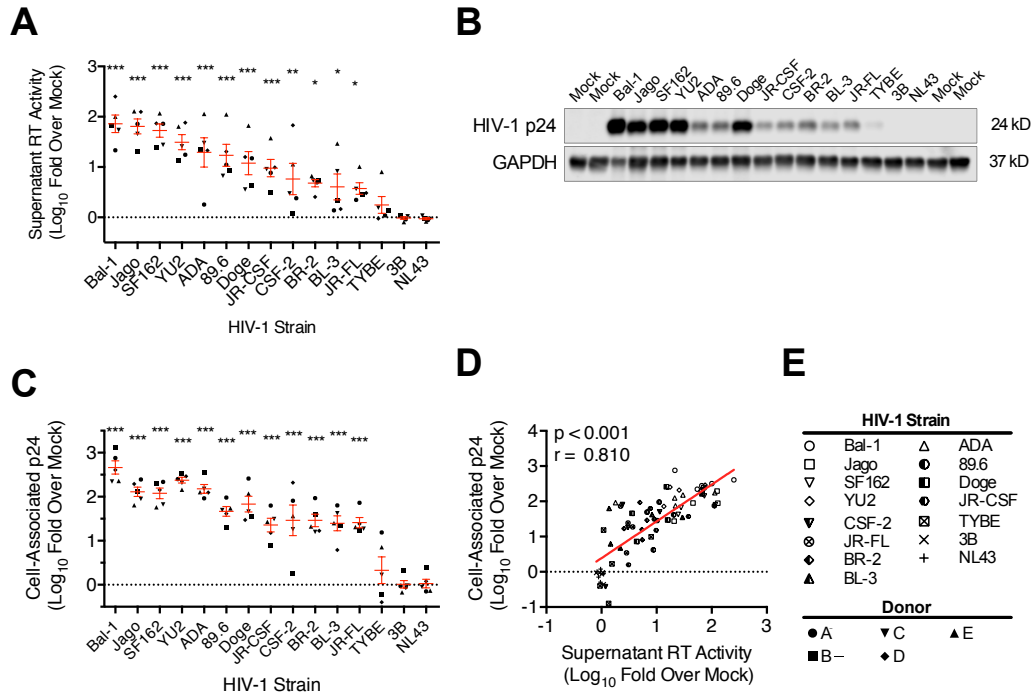 A
Supernatant RT Activity
(Log10 Fold Over Mock)
3
2
1
0
*** *** *** *** *** *** *** *** ** * * *
Bal-1
Jago
SF162
YU2
ADA
89.6
Doge
JR-CSF
CSF-2
BR-2
BL-3
JR-FL
TYBE
3B
NL43
HIV-1 Strain
B
Mock
Mock
Bal-1
Jago
SF162
YU2
ADA
89.6
Doge
JR-CSF
CSF-2
BR-2
BL-3
JR-FL
TYBE
3B
NL43
Mock
Mock
HIV-1 p24
24 kD
GAPDH
37 kD
C
Cell-Associated p24
(Log10 Fold Over Mock)
3
2
1
0
*** *** *** *** *** *** *** *** *** *** *** ***
Bal-1
Jago
SF162
YU2
ADA
89.6
Doge
JR-CSF
CSF-2
BR-2
BL-3
JR-FL
TYBE
3B
NL43
HIV-1 Strain
D
Cell-Associated p24
(Log10 Fold Over Mock)
4
3
2
1
0
-1
p < 0.001
r = 0.810
-1 0 1 2 3
Supernatant RT Activity
(Log10 Fold Over Mock)
E
HIV-1 Strain
Bal-1 ADA
Jago 89.6
SF162 Doge
YU2 JR-CSF
CSF-2 TYBE
JR-FL 3B
BR-2 NL43
BL-3
Donor
A C E
B– D